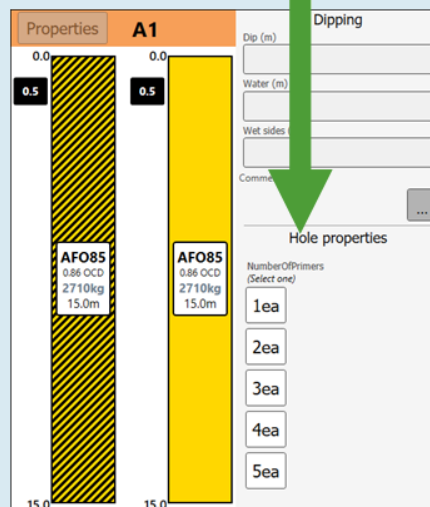 Properties
A1
0.0
0.5
AFO85
0.86 OCD
2710kg
15.0m
15.0
0.0
0.5
AFO85
0.86 OCD
2710kg
15.0m
15.0
Dipping
Dip (m)
Water (m)
Wet sides
Comme
...
Hole properties
NumberOfPrimers
(Select one)
1ea
2ea
3ea
4ea
5ea